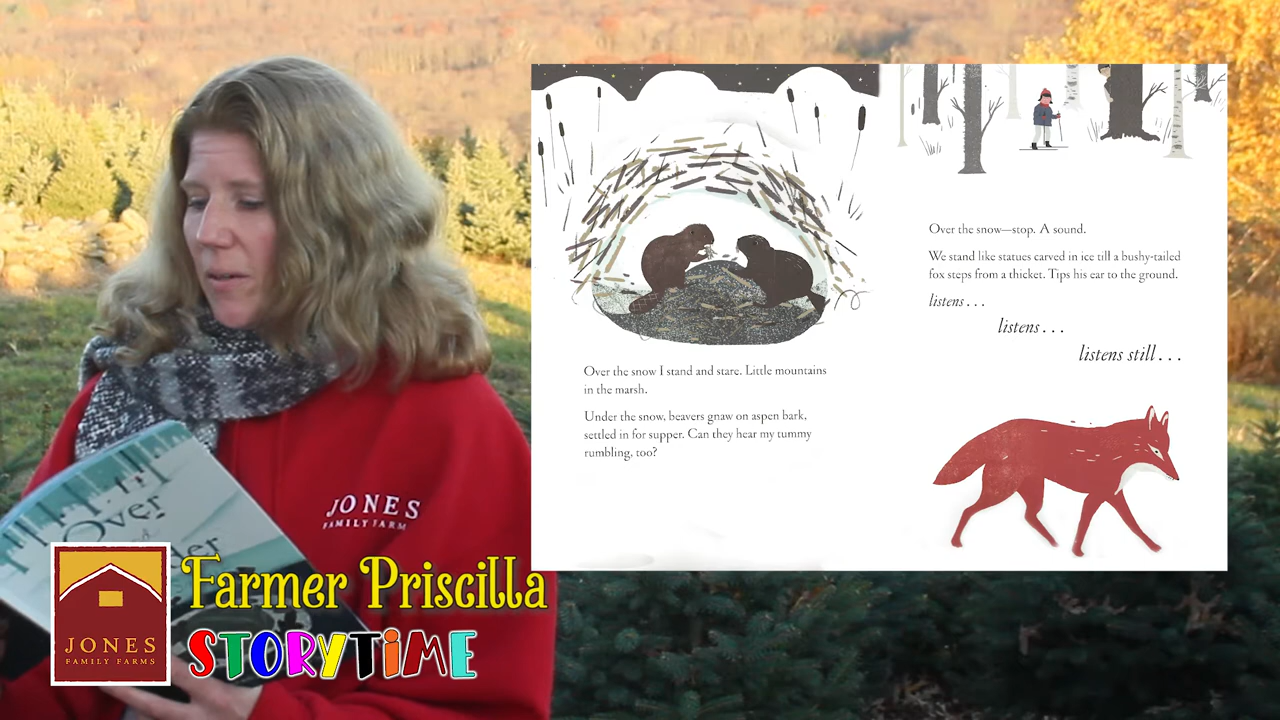 Over the snow—stop. A sound.
We stand like statues carved in ice till a bushy-tailed
fox steps from a thicket. Tips his ear to the ground.
listens . . .
listens . . .
listens still . . .
Over the snow I stand and stare. Little mountains
in the marsh.
Under the snow, beavers gnaw on aspen bark,
settled in for supper. Can they hear my tummy
rumbling, too?
JONES
FAMILY FARM
Over
and
JONES
FAMILY FARMS
Farmer Priscilla
STORYTiME